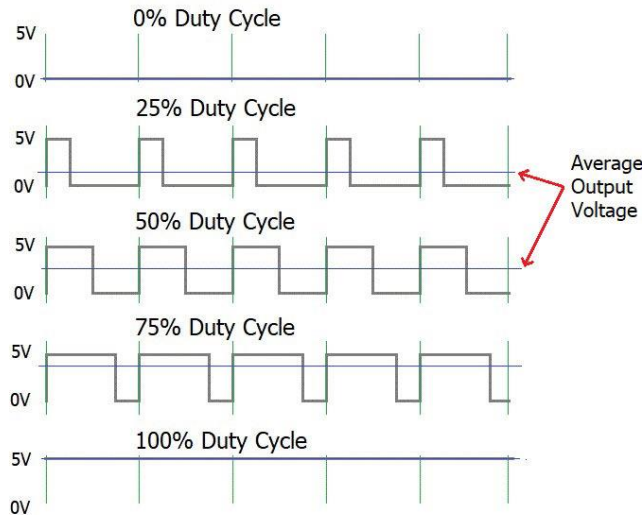 0% Duty Cycle
5V
0V
25% Duty Cycle
5V
0V
Average
Output
Voltage
50% Duty Cycle
5V
0V
75% Duty Cycle
5V
0V
100% Duty Cycle
5V
0V